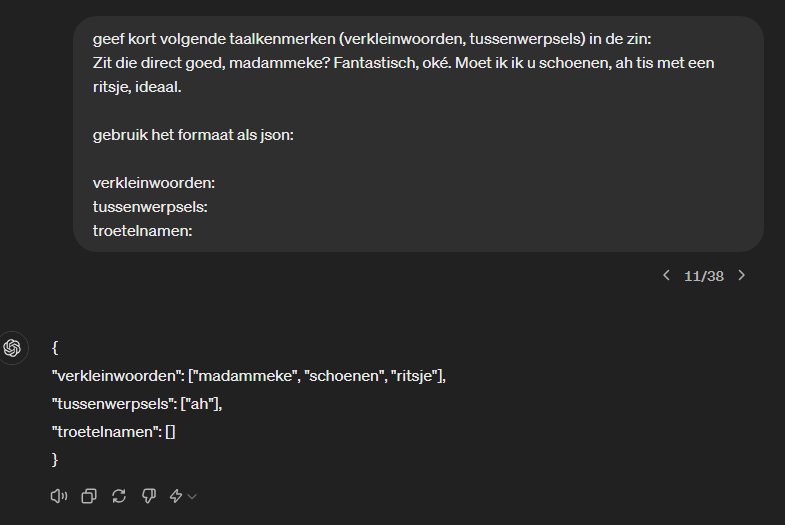 geef kort volgende taalkenmerken (verkleinwoorden, tussenwerpsels) in de zin:
Zit die direct goed, madammeke? Fantastisch, oké. Moet ik ik u schoenen, ah tis met een
ritsje, ideaal.
gebruik het formaat als json:
verkleinwoorden:
tussenwerpsels:
troetelnamen:
11/38
{
"verkleinwoorden": ["madammeke", "schoenen", "ritsje"],
"tussenwerpsels": ["ah"],
"troetelnamen": []
}